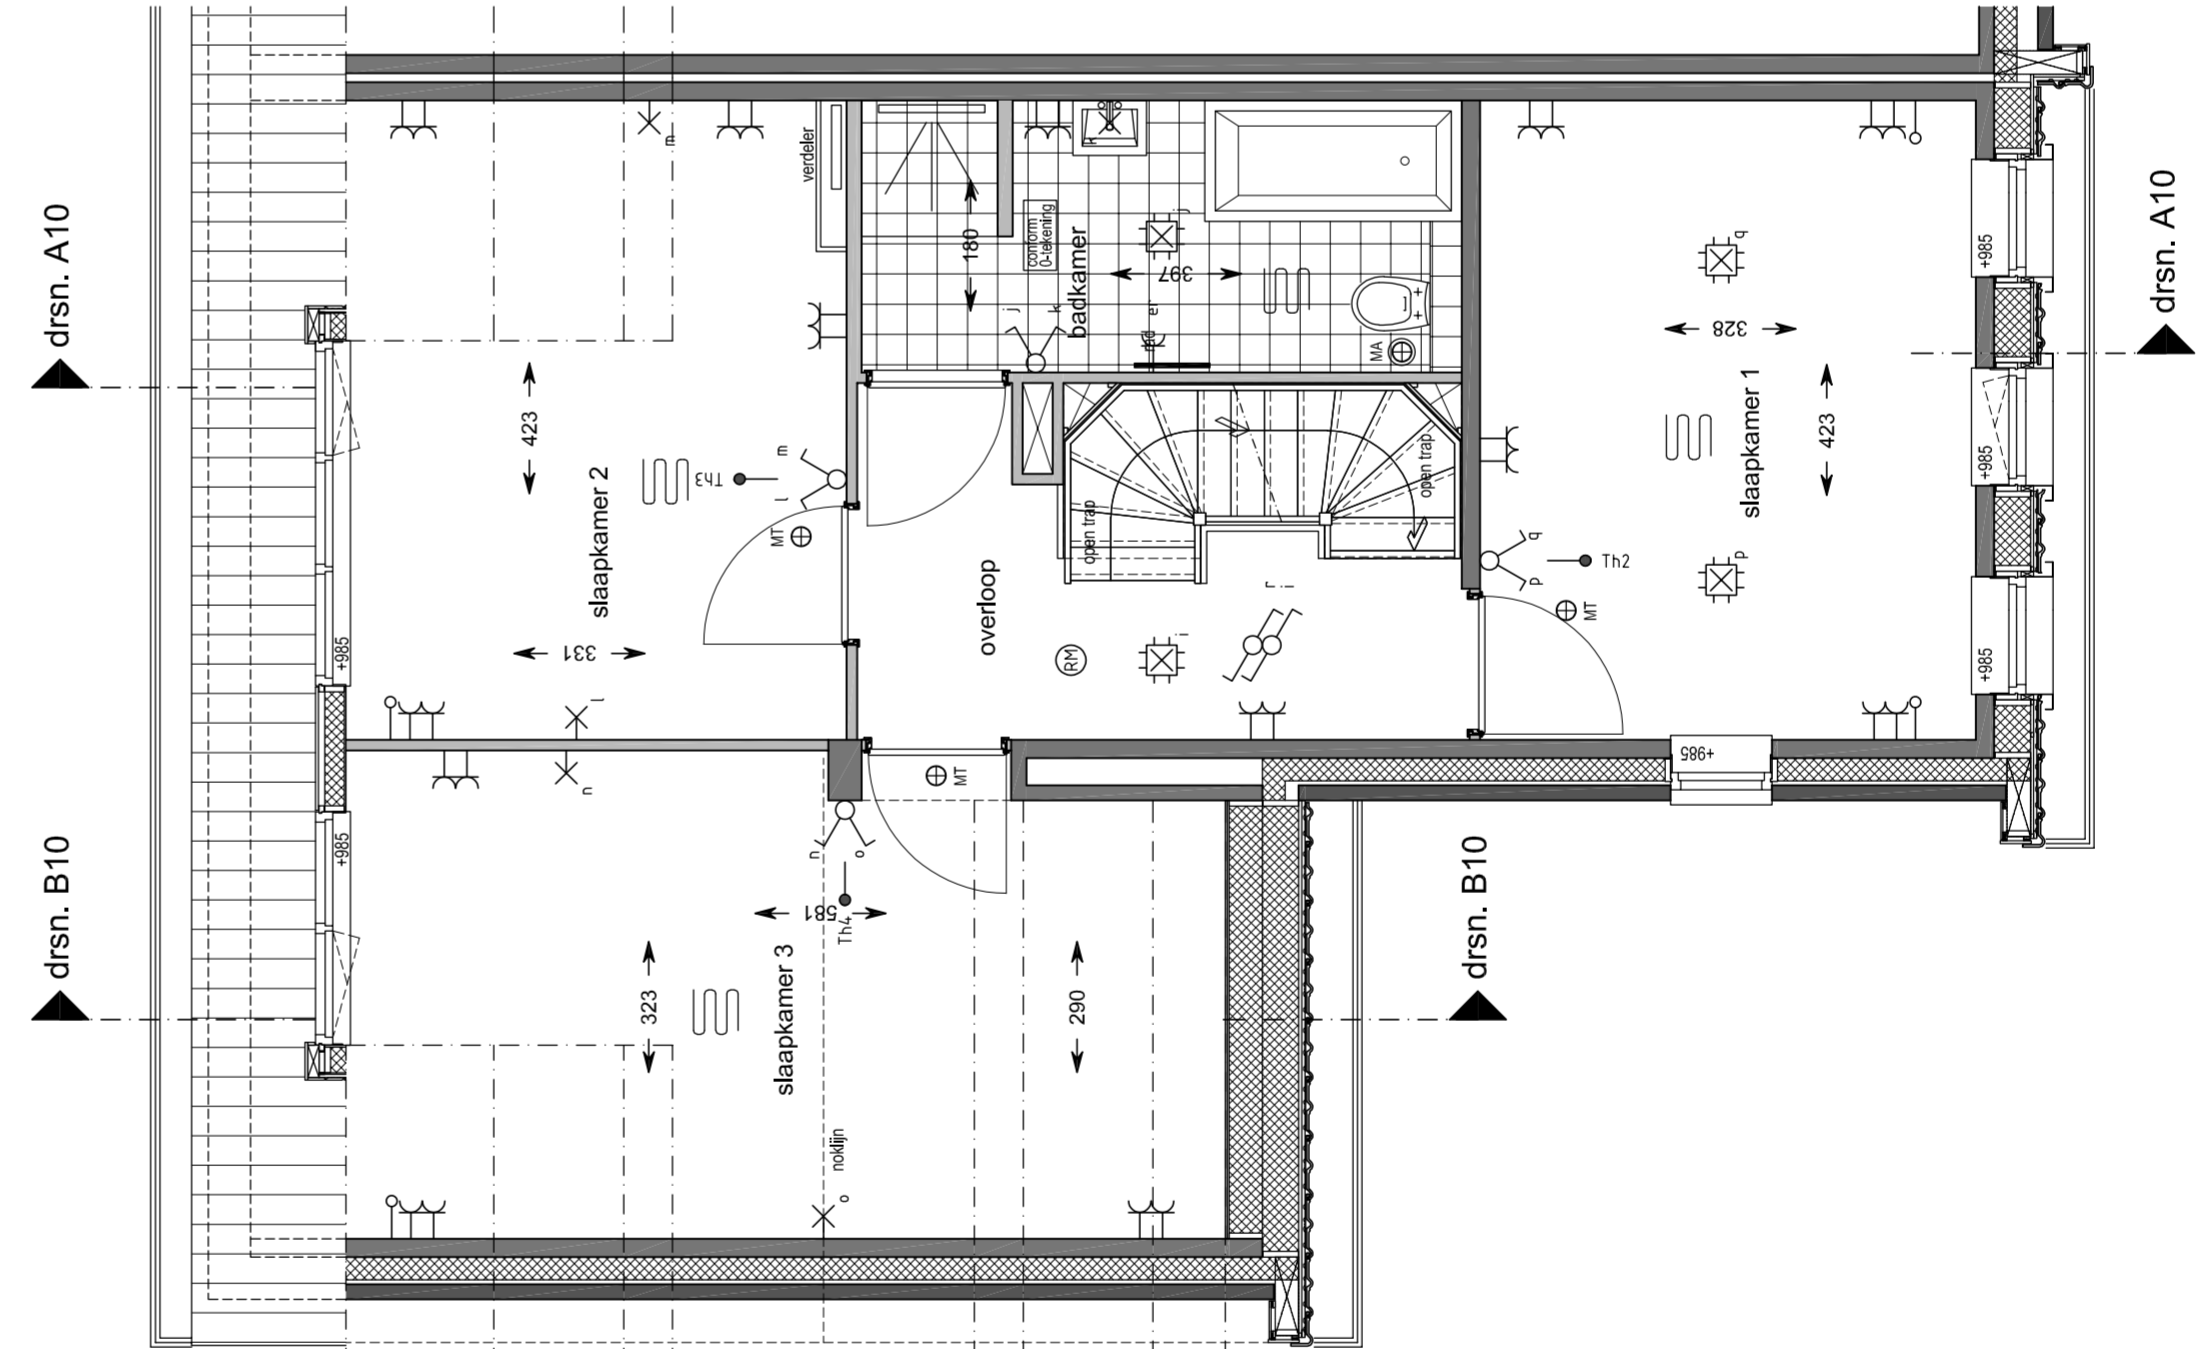 drsn. A10
drsn. A10
drsn. B10
drsn. B10
verdeler
m
180
conform
0-tekening
badkamer
397
j
j
k
k
MA
328
q
slaapkamer 1
423
+985
+985
+985
+985
423
slaapkamer 2
331
Th3
m
l
MT
l
+985
+985
open trap
open trap
overloop
RM
i
i
j
q
p
Th2
MT
p
n
MT
n
o
581
Th4
slaapkamer 3
323
290
noklijn
o